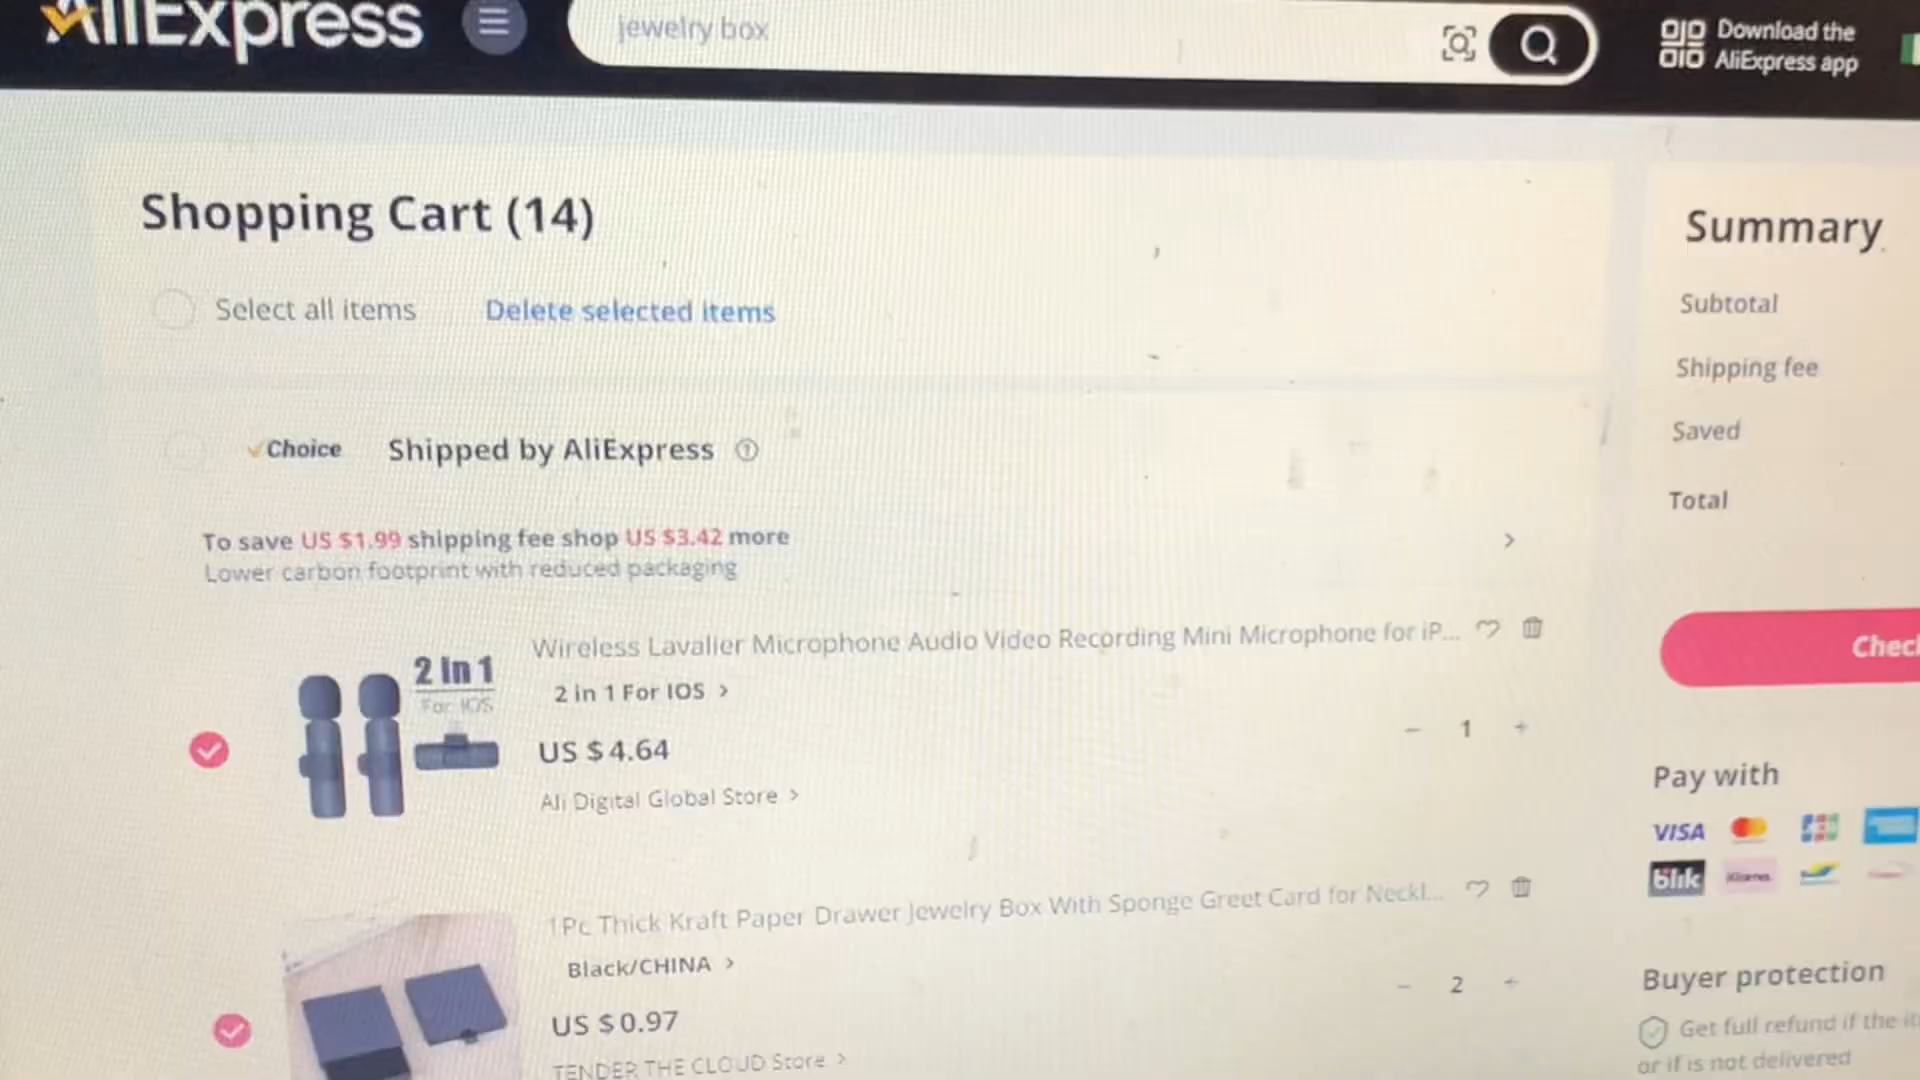 AliExpress
jewelry box
Download the
AliExpress app
Shopping Cart (14)
Select all items
Delete selected items
Choice
Shipped by AliExpress
To save US $1.99 shipping fee shop US $3.42 more
Lower carbon footprint with reduced packaging
Wireless Lavalier Microphone Audio Video Recording Mini Microphone for iP...
2 In 1
For IOS
2 in 1 For IOS >
US $4.64
Ali Digital Global Store >
- 1 +
1Pc Thick Kraft Paper Drawer Jewelry Box With Sponge Greet Card for Neckl...
Black/CHINA >
US $0.97
TENDER THE CLOUD Store >
- 2 +
Summary
Subtotal
Shipping fee
Saved
Total
Check
Pay with
VISA
blik
Klarna.
Buyer protection
Get full refund if the it
or if is not delivered